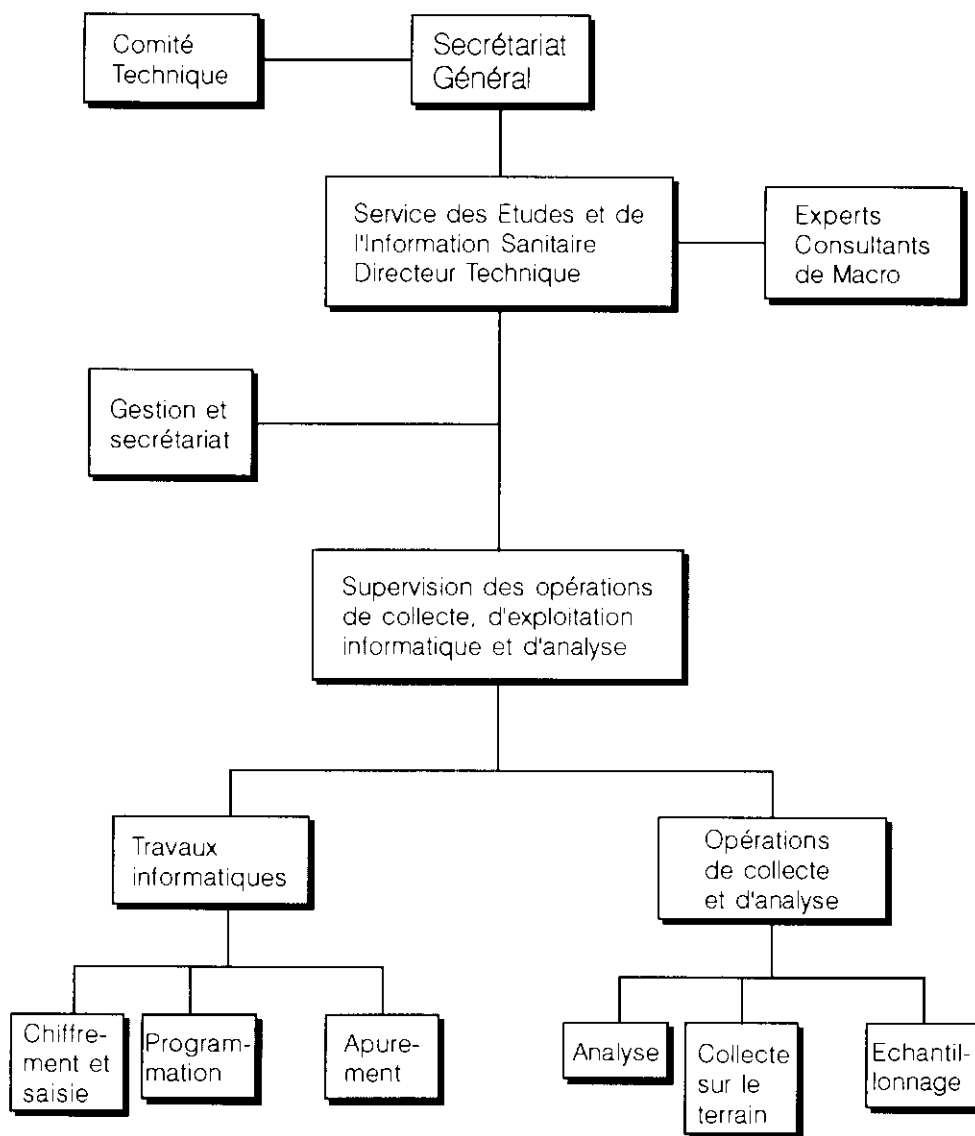 Comité
Technique
Secrétariat
Général
Service des Etudes et de
l'Information Sanitaire
Directeur Technique
Experts
Consultants
de Macro
Gestion et
secrétariat
Supervision des opérations
de collecte, d'exploitation
informatique et d'analyse
Travaux
informatiques
Opérations
de collecte
et d'analyse
Chiffre-
ment et
saisie
Program-
mation
Apure-
ment
Analyse
Collecte
sur le
terrain
Echantil-
lonnage